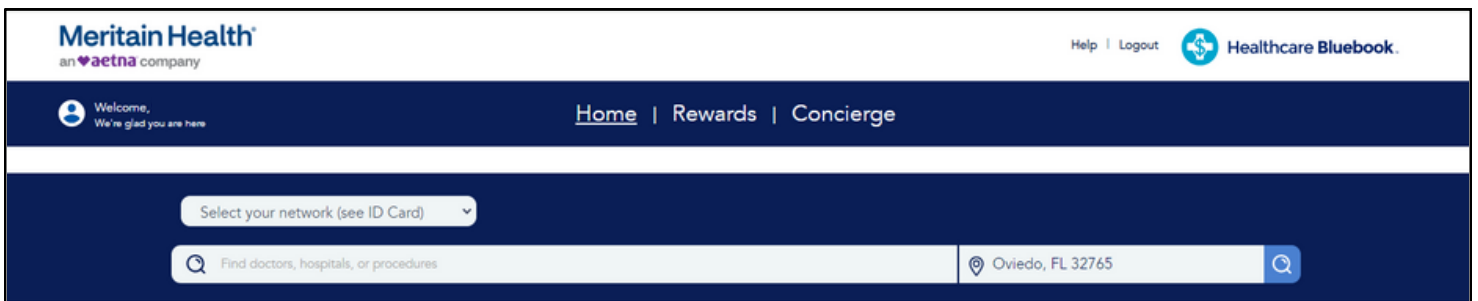 Meritain Health®
an aetna company
Help | Logout
Healthcare Bluebook.
Welcome,
We're glad you are here
Home | Rewards | Concierge
Select your network (see ID Card)
Find doctors, hospitals, or procedures
Oviedo, FL 32765